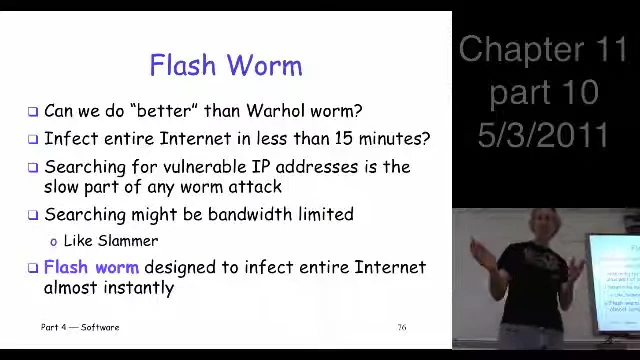 Flash Worm
Can we do "better" than Warhol worm?
Infect entire Internet in less than 15 minutes?
Searching for vulnerable IP addresses is the
slow part of any worm attack
Searching might be bandwidth limited
Like Slammer
Flash worm designed to infect entire Internet
almost instantly
Part 4 — Software
76
Chapter 11
part 10
5/3/2011